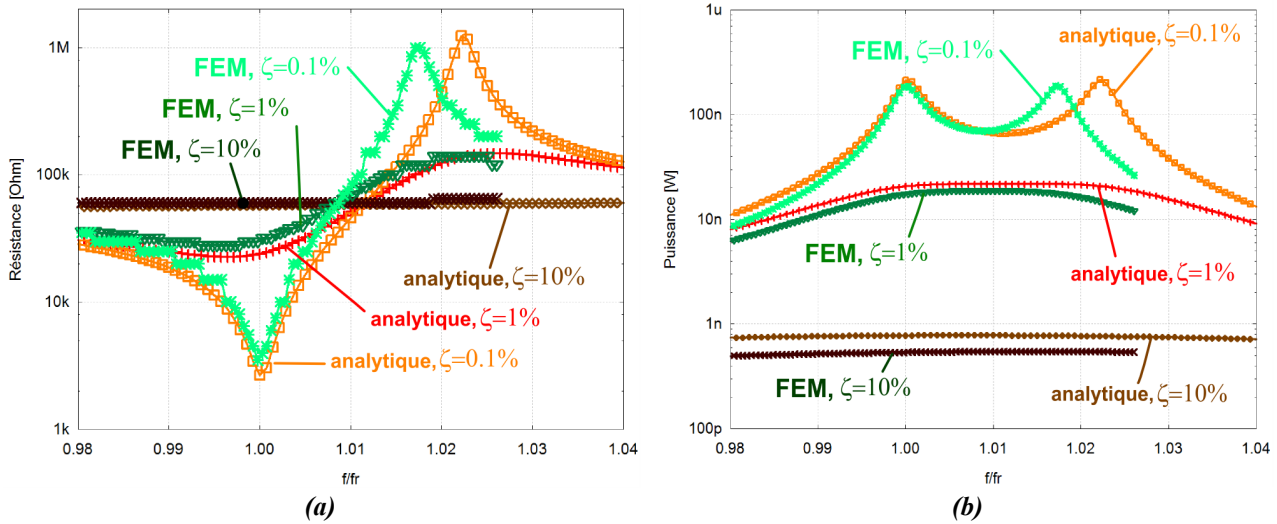 1M
100k
10k
1k
Résistance [Ohm]
FEM, ζ=0.1%
FEM, ζ=1%
FEM, ζ=10%
analytique, ζ=10%
analytique, ζ=1%
analytique, ζ=0.1%
0.98 0.99 1.00 1.01 1.02 1.03 1.04
f/fr
(a)
1u
100n
10n
1n
100p
Puissance [W]
analytique, ζ=0.1%
FEM, ζ=0.1%
FEM, ζ=1%
analytique, ζ=1%
FEM, ζ=10%
analytique, ζ=10%
0.98 0.99 1.00 1.01 1.02 1.03 1.04
f/fr
(b)